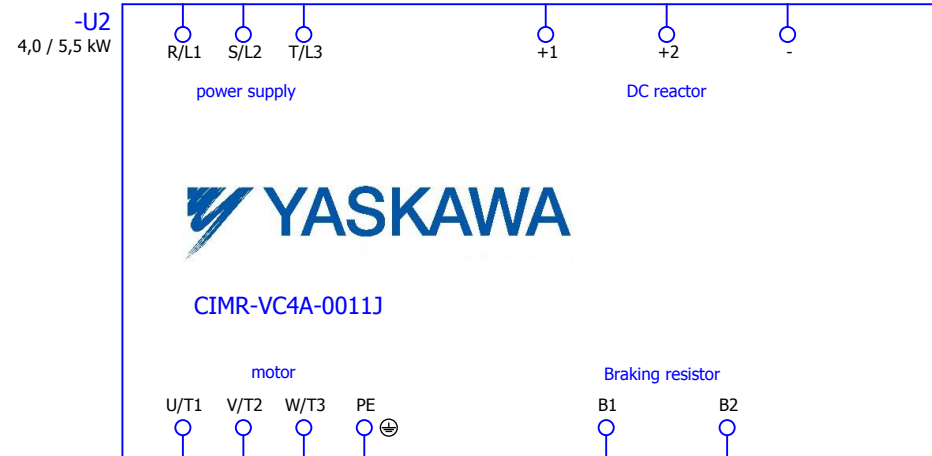 -U2
4,0 / 5,5 kW
R/L1 S/L2 T/L3 +1 +2 -
power supply DC reactor
YASKAWA
CIMR-VC4A-0011J
motor Braking resistor
U/T1 V/T2 W/T3 PE B1 B2